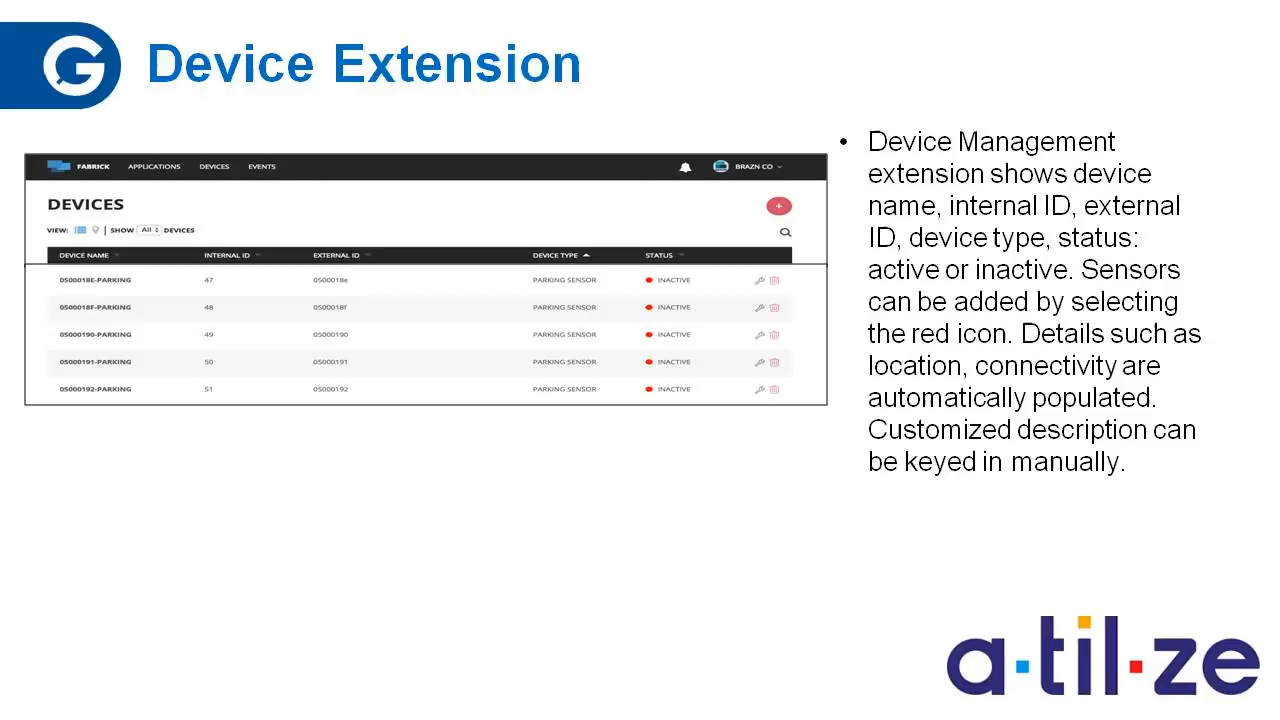 G
Device Extension
FABRICK APPLICATIONS DEVICES EVENTS BRAZN CO
DEVICES
+
VIEW: | SHOW All DEVICES
DEVICE NAME INTERNAL ID EXTERNAL ID DEVICE TYPE STATUS
0500018E-PARKING 47 0500018e PARKING SENSOR INACTIVE
0500018F-PARKING 48 0500018f PARKING SENSOR INACTIVE
05000190-PARKING 49 05000190 PARKING SENSOR INACTIVE
05000191-PARKING 50 05000191 PARKING SENSOR INACTIVE
05000192-PARKING 51 05000192 PARKING SENSOR INACTIVE
• Device Management
extension shows device
name, internal ID, external
ID, device type, status:
active or inactive. Sensors
can be added by selecting
the red icon. Details such as
location, connectivity are
automatically populated.
Customized description can
be keyed in manually.
a·til·ze